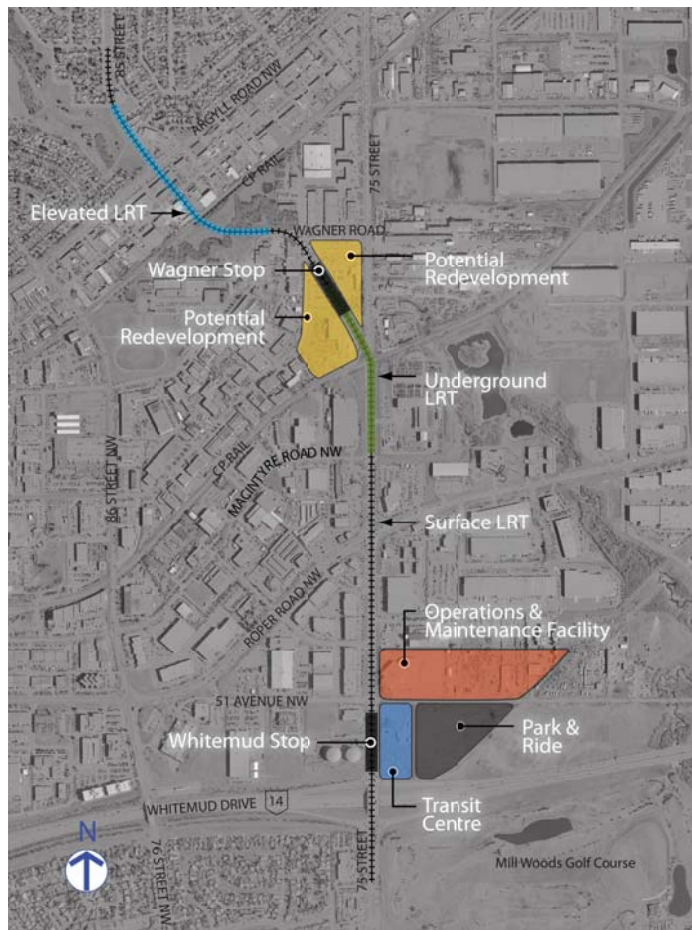 85 STREET
ARGYLL ROAD NW
CP RAIL
75 STREET
Elevated LRT
WAGNER ROAD
Wagner Stop
Potential
Redevelopment
Potential
Redevelopment
Underground
LRT
CP RAIL
MACINTYRE ROAD NW
86 STREET NW
Surface LRT
ROPER ROAD NW
Operations &
Maintenance Facility
51 AVENUE NW
Whitemud Stop
Park &
Ride
Transit
Centre
WHITEMUD DRIVE 14
N
76 STREET NW
75 STREET
Mill Woods Golf Course